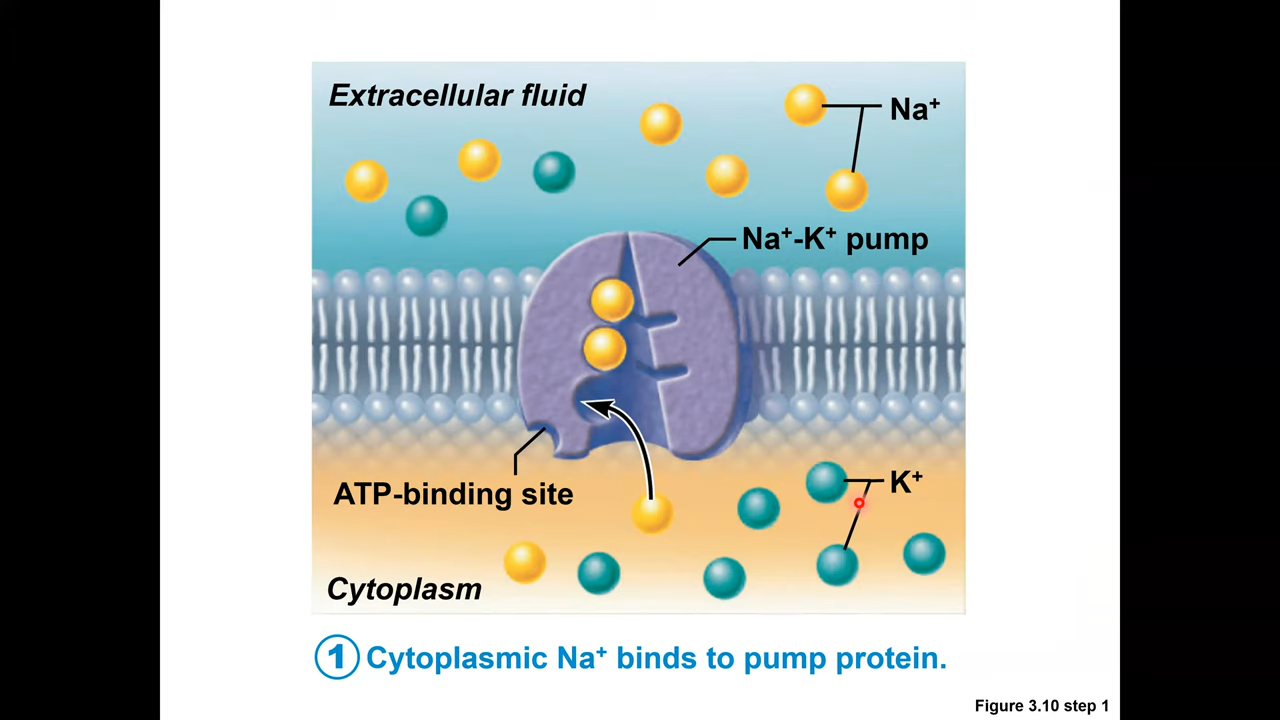 Extracellular fluid
Na⁺
Na⁺-K⁺ pump
ATP-binding site
K⁺
Cytoplasm
1 Cytoplasmic Na⁺ binds to pump protein.
Figure 3.10 step 1